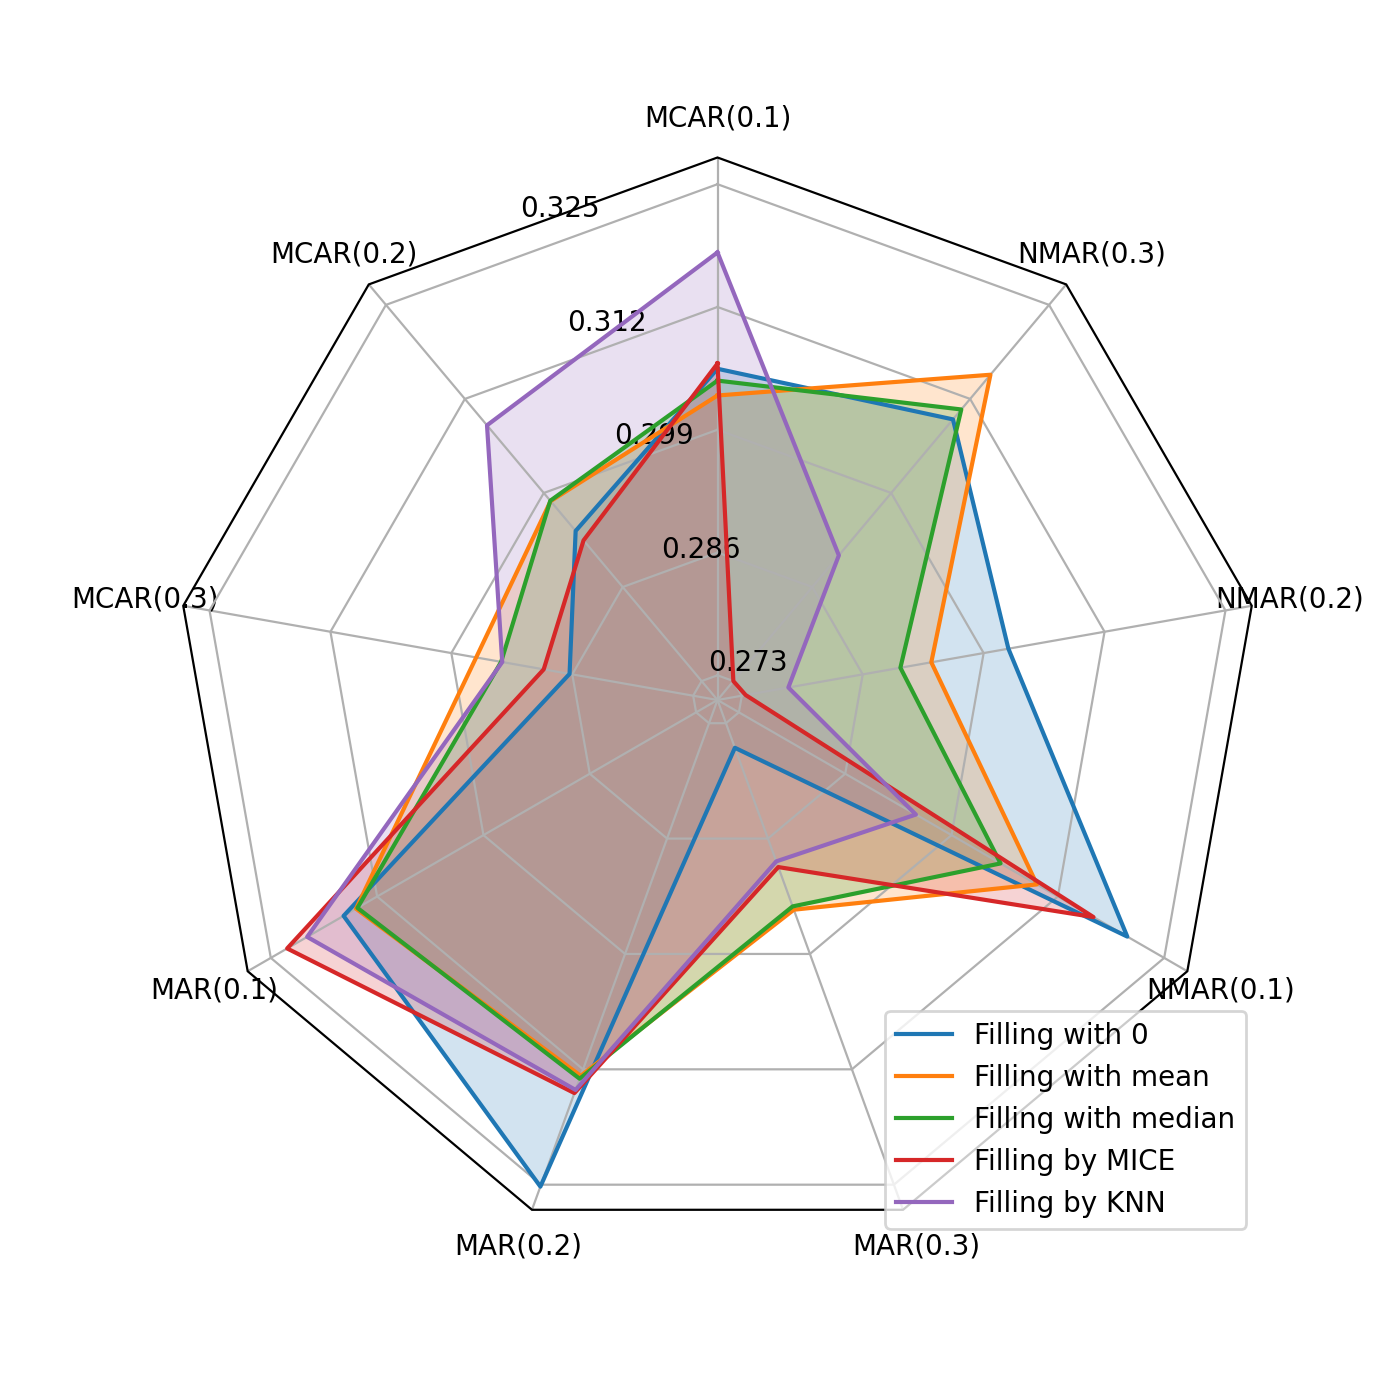 MCAR(0.1)
0.325
MCAR(0.2)
NMAR(0.3)
0.312
0.299
0.286
MCAR(0.3)
NMAR(0.2)
0.273
MAR(0.1)
NMAR(0.1)
Filling with 0
Filling with mean
Filling with median
Filling by MICE
Filling by KNN
MAR(0.2)
MAR(0.3)